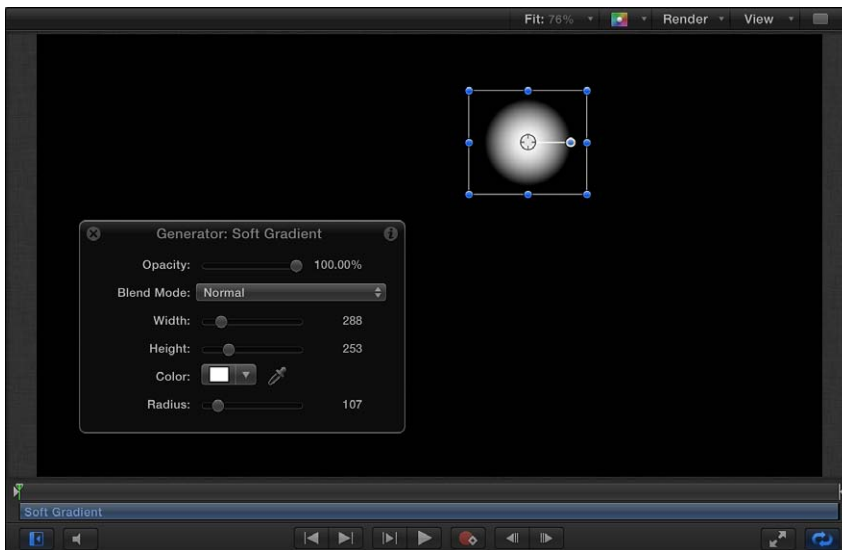 Fit: 76% Render View
Generator: Soft Gradient
Opacity: 100.00%
Blend Mode: Normal
Width: 288
Height: 253
Color:
Radius: 107
Soft Gradient